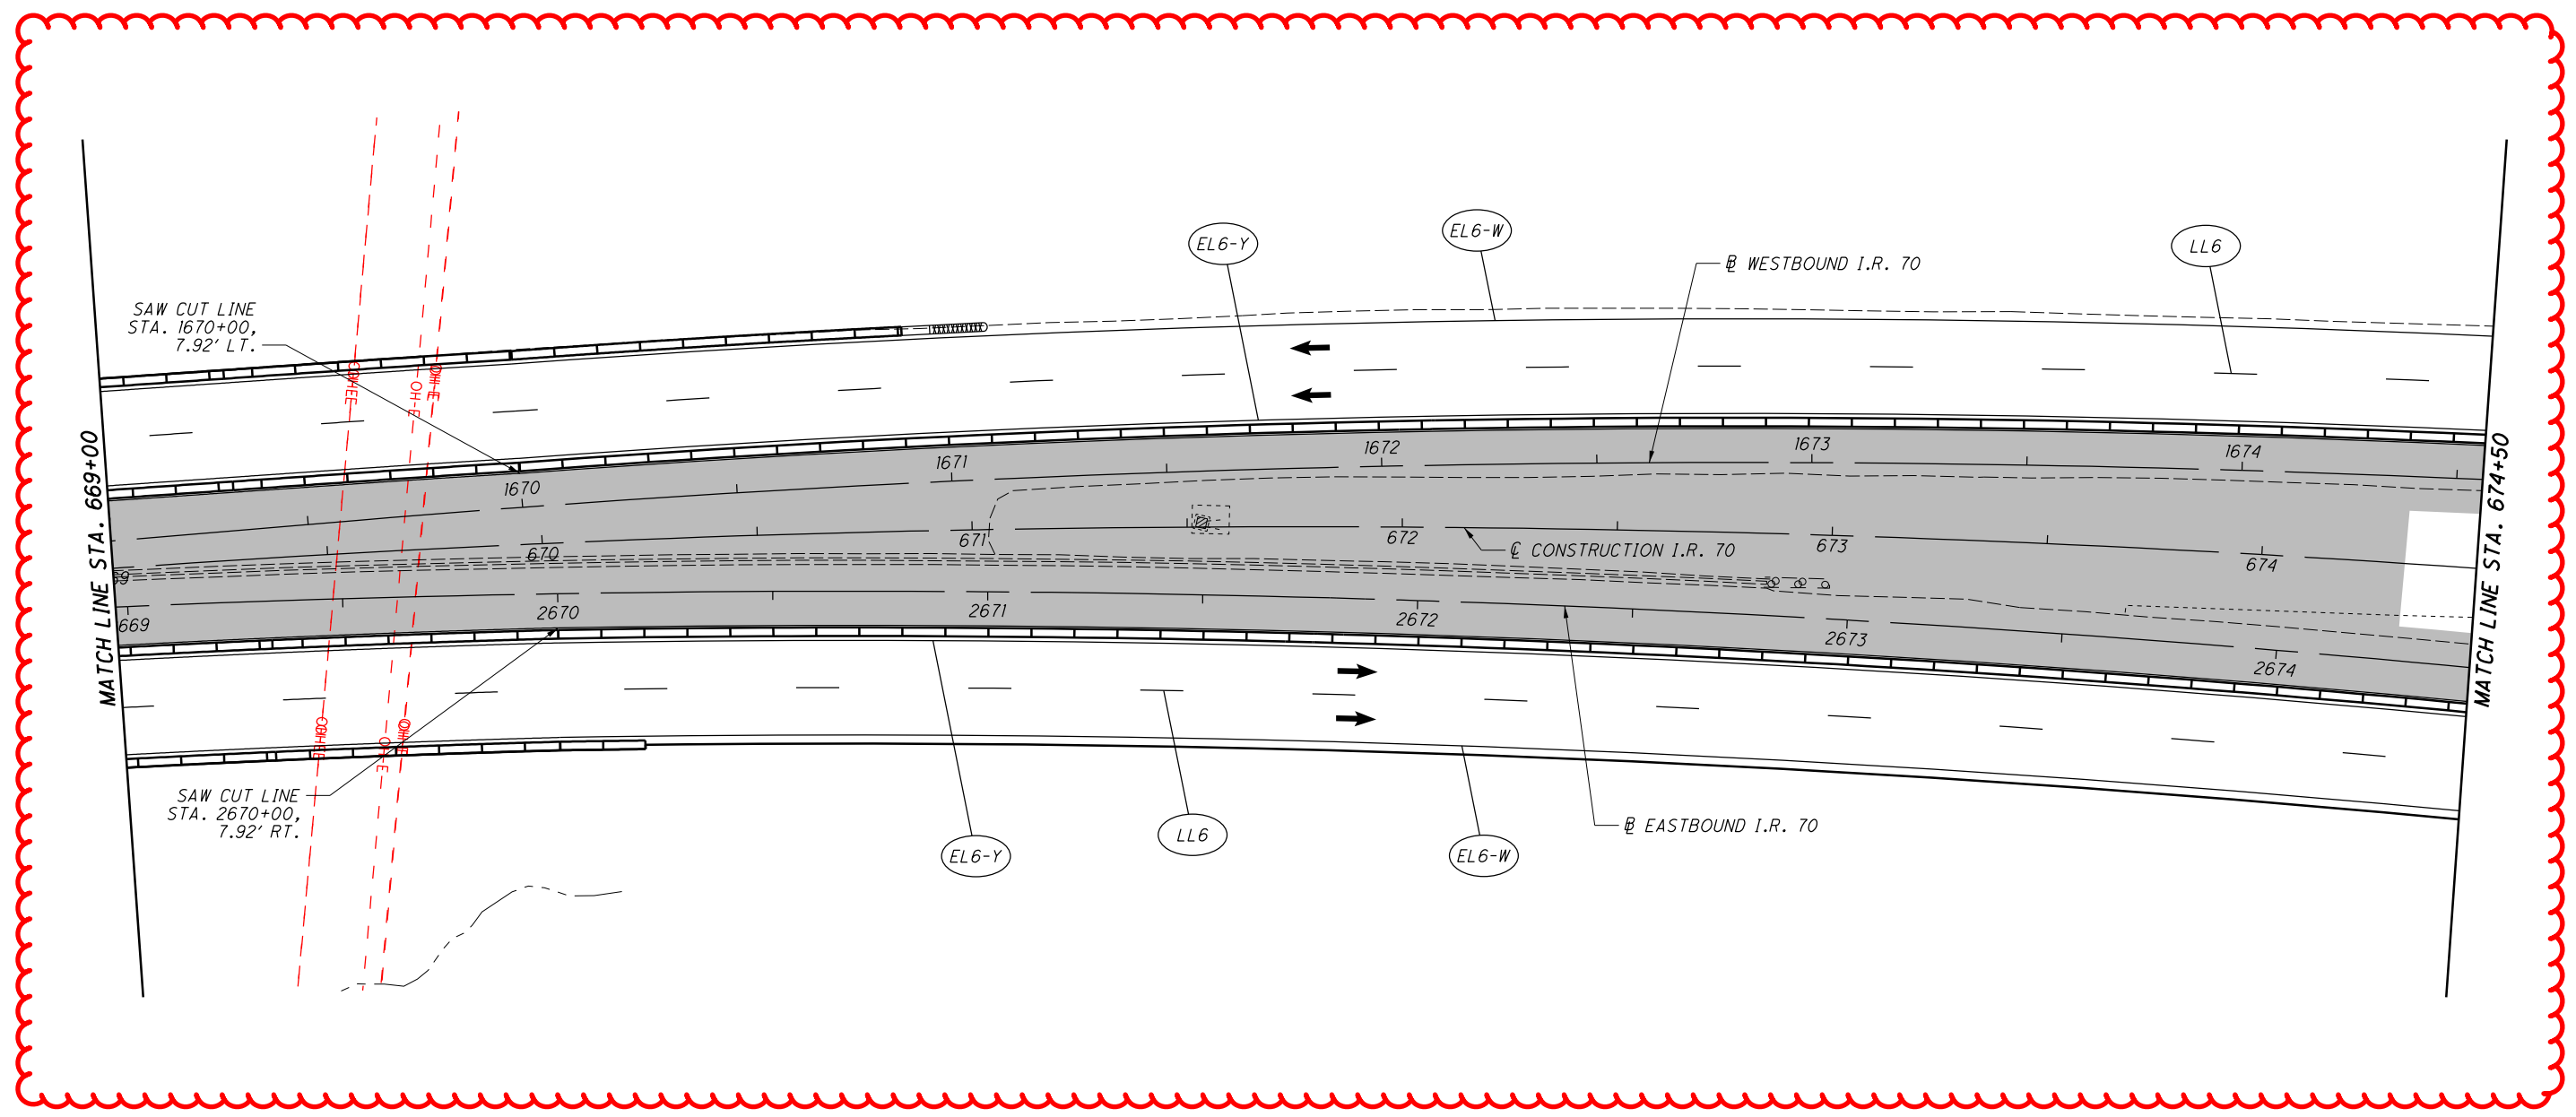 EL6-Y
EL6-W
LL6
℄ WESTBOUND I.R. 70
SAW CUT LINE
STA. 1670+00,
7.92' LT.
OH-E
MATCH LINE STA. 669+00
MATCH LINE STA. 674+50
1670
1671
1672
1673
1674
670
671
672
673
674
℄ CONSTRUCTION I.R. 70
669
2670
2671
2672
2673
2674
SAW CUT LINE
STA. 2670+00,
7.92' RT.
EL6-Y
LL6
EL6-W
EASTBOUND I.R. 70